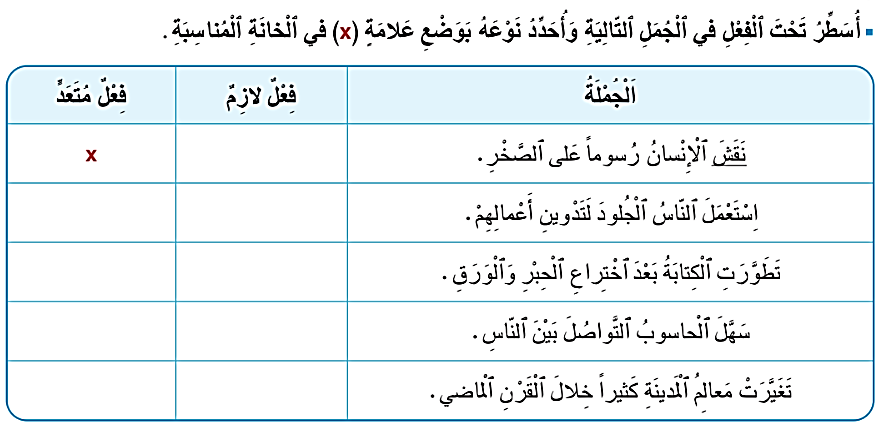 ▪ أُسَطِّرُ تَحْتَ ٱلْفِعْلِ في ٱلْجُمَلِ ٱلتّالِيَةِ وَأُحَدِّدُ نَوْعَهُ بَوَضْعِ عَلامَةٍ (x) في ٱلْخانَةِ ٱلْمُناسِبَةِ.
اَلْجُمْلَةُ فِعْلٌ لازِمٌ فِعْلٌ مُتَعَدٍّ
نَقَشَ ٱلْإِنْسانُ رُسوماً عَلى ٱلصَّخْرِ. x
اِسْتَعْمَلَ ٱلنّاسُ ٱلْجُلودَ لَتَدْوينِ أَعْمالِهِمْ.
تَطَوَّرَتِ ٱلْكِتابَةُ بَعْدَ ٱخْتِراعِ ٱلْحِبْرِ وَٱلْوَرَقِ.
سَهَّلَ ٱلْحاسوبُ ٱلتَّواصُلَ بَيْنَ ٱلنّاسِ.
تَغَيَّرَتْ مَعالِمُ ٱلْمَدينَةِ كَثيراً خِلالَ ٱلْقَرْنِ ٱلْماضي.